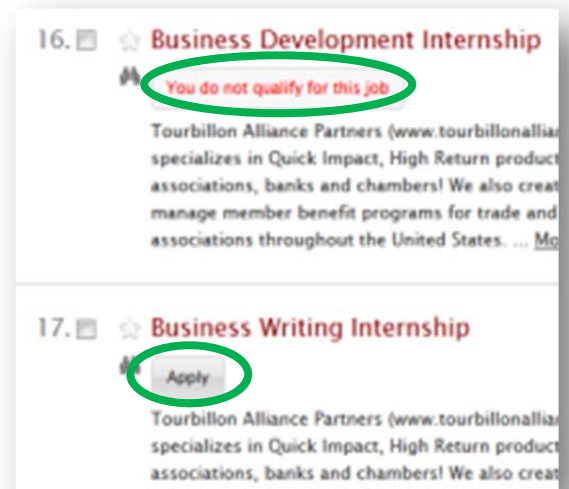 16. Business Development Internship
You do not qualify for this job
Tourbillon Alliance Partners (www.tourbillonallian
specializes in Quick Impact, High Return product
associations, banks and chambers! We also creat
manage member benefit programs for trade and
associations throughout the United States. ... Mo
17. Business Writing Internship
Apply
Tourbillon Alliance Partners (www.tourbillonallian
specializes in Quick Impact, High Return product
associations, banks and chambers! We also creat